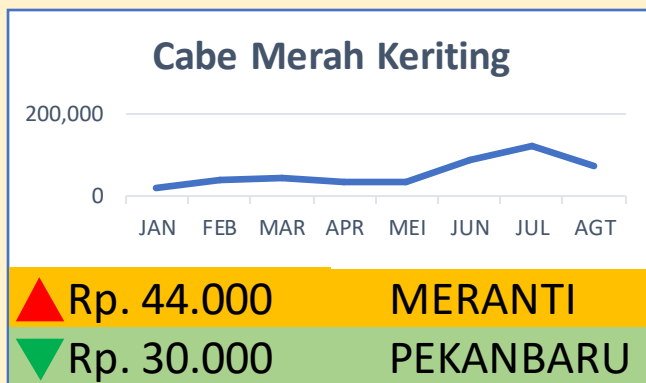 Cabe Merah Keriting
200,000
0
JAN FEB MAR APR MEI JUN JUL AGT
Rp. 44.000 MERANTI
Rp. 30.000 PEKANBARU